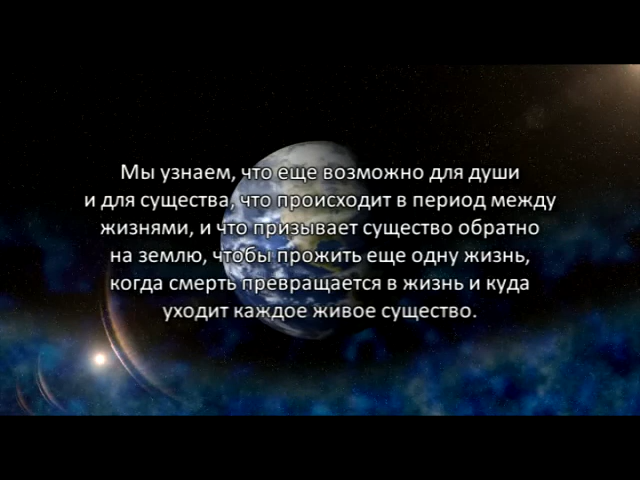 Мы узнаем, что еще возможно для души
и для существа, что происходит в период между
жизнями, и что призывает существо обратно
на землю, чтобы прожить еще одну жизнь,
когда смерть превращается в жизнь и куда
уходит каждое живое существо.